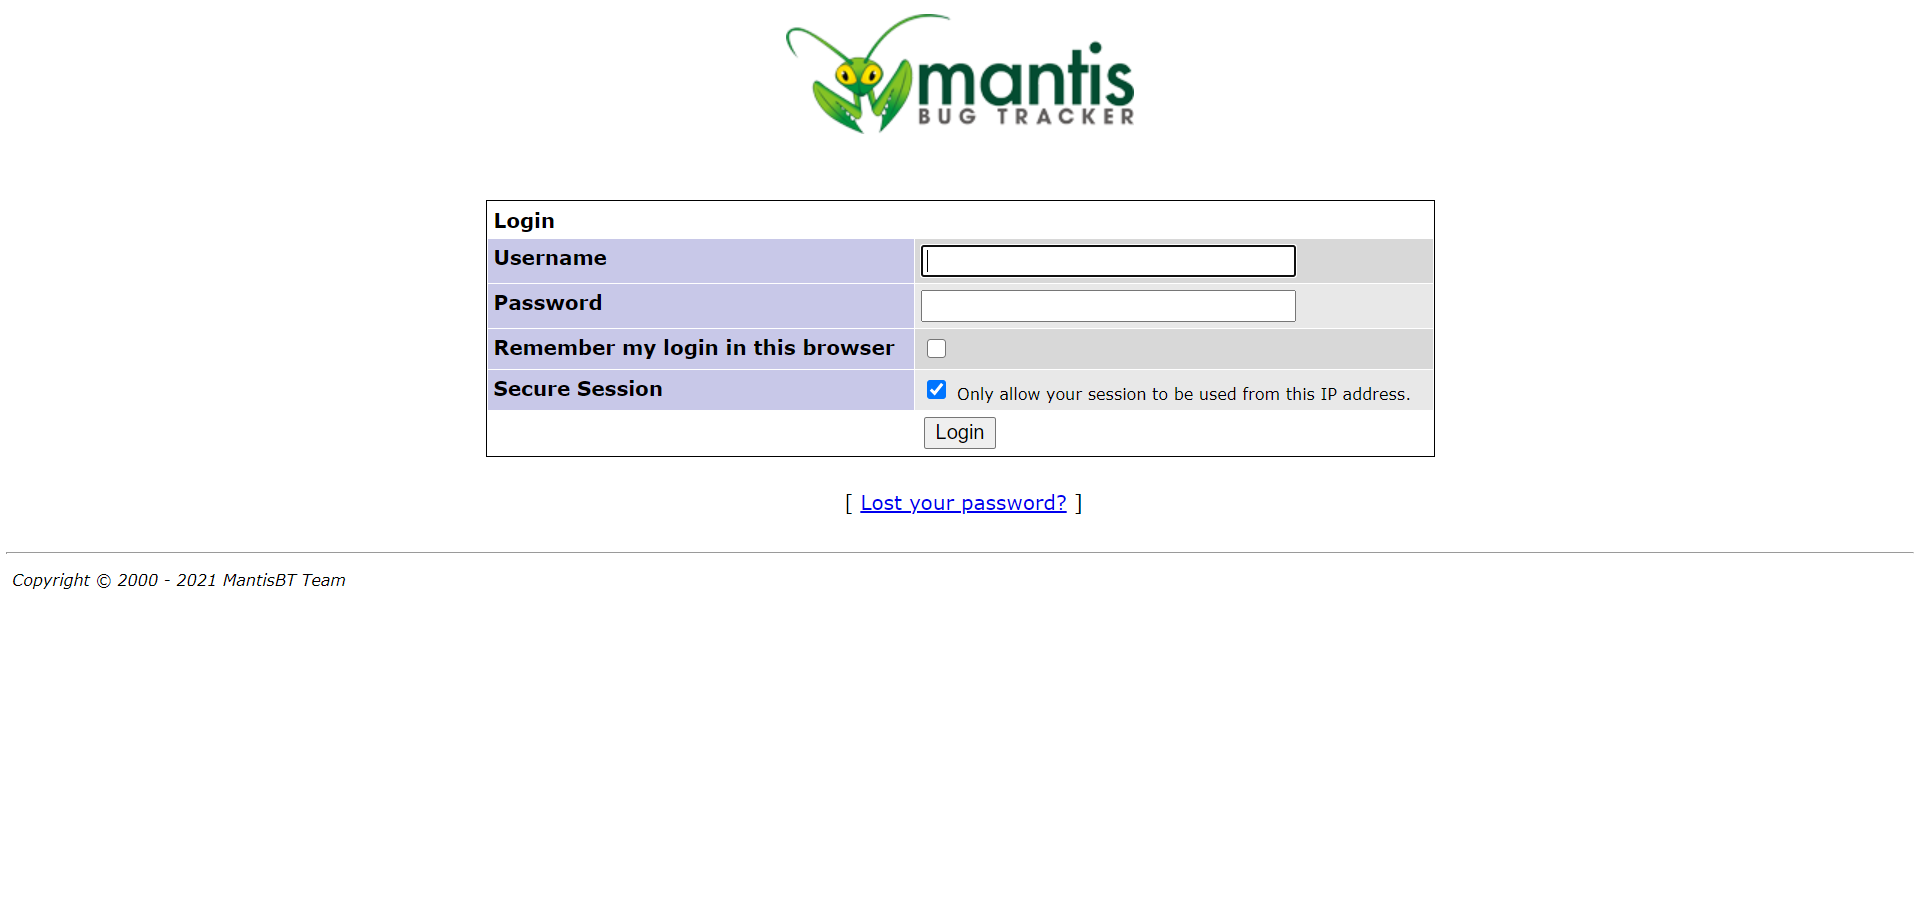 mantis
BUG TRACKER
Login
Username
Password
Remember my login in this browser
Secure Session Only allow your session to be used from this IP address.
Login
[ Lost your password? ]
Copyright © 2000 - 2021 MantisBT Team